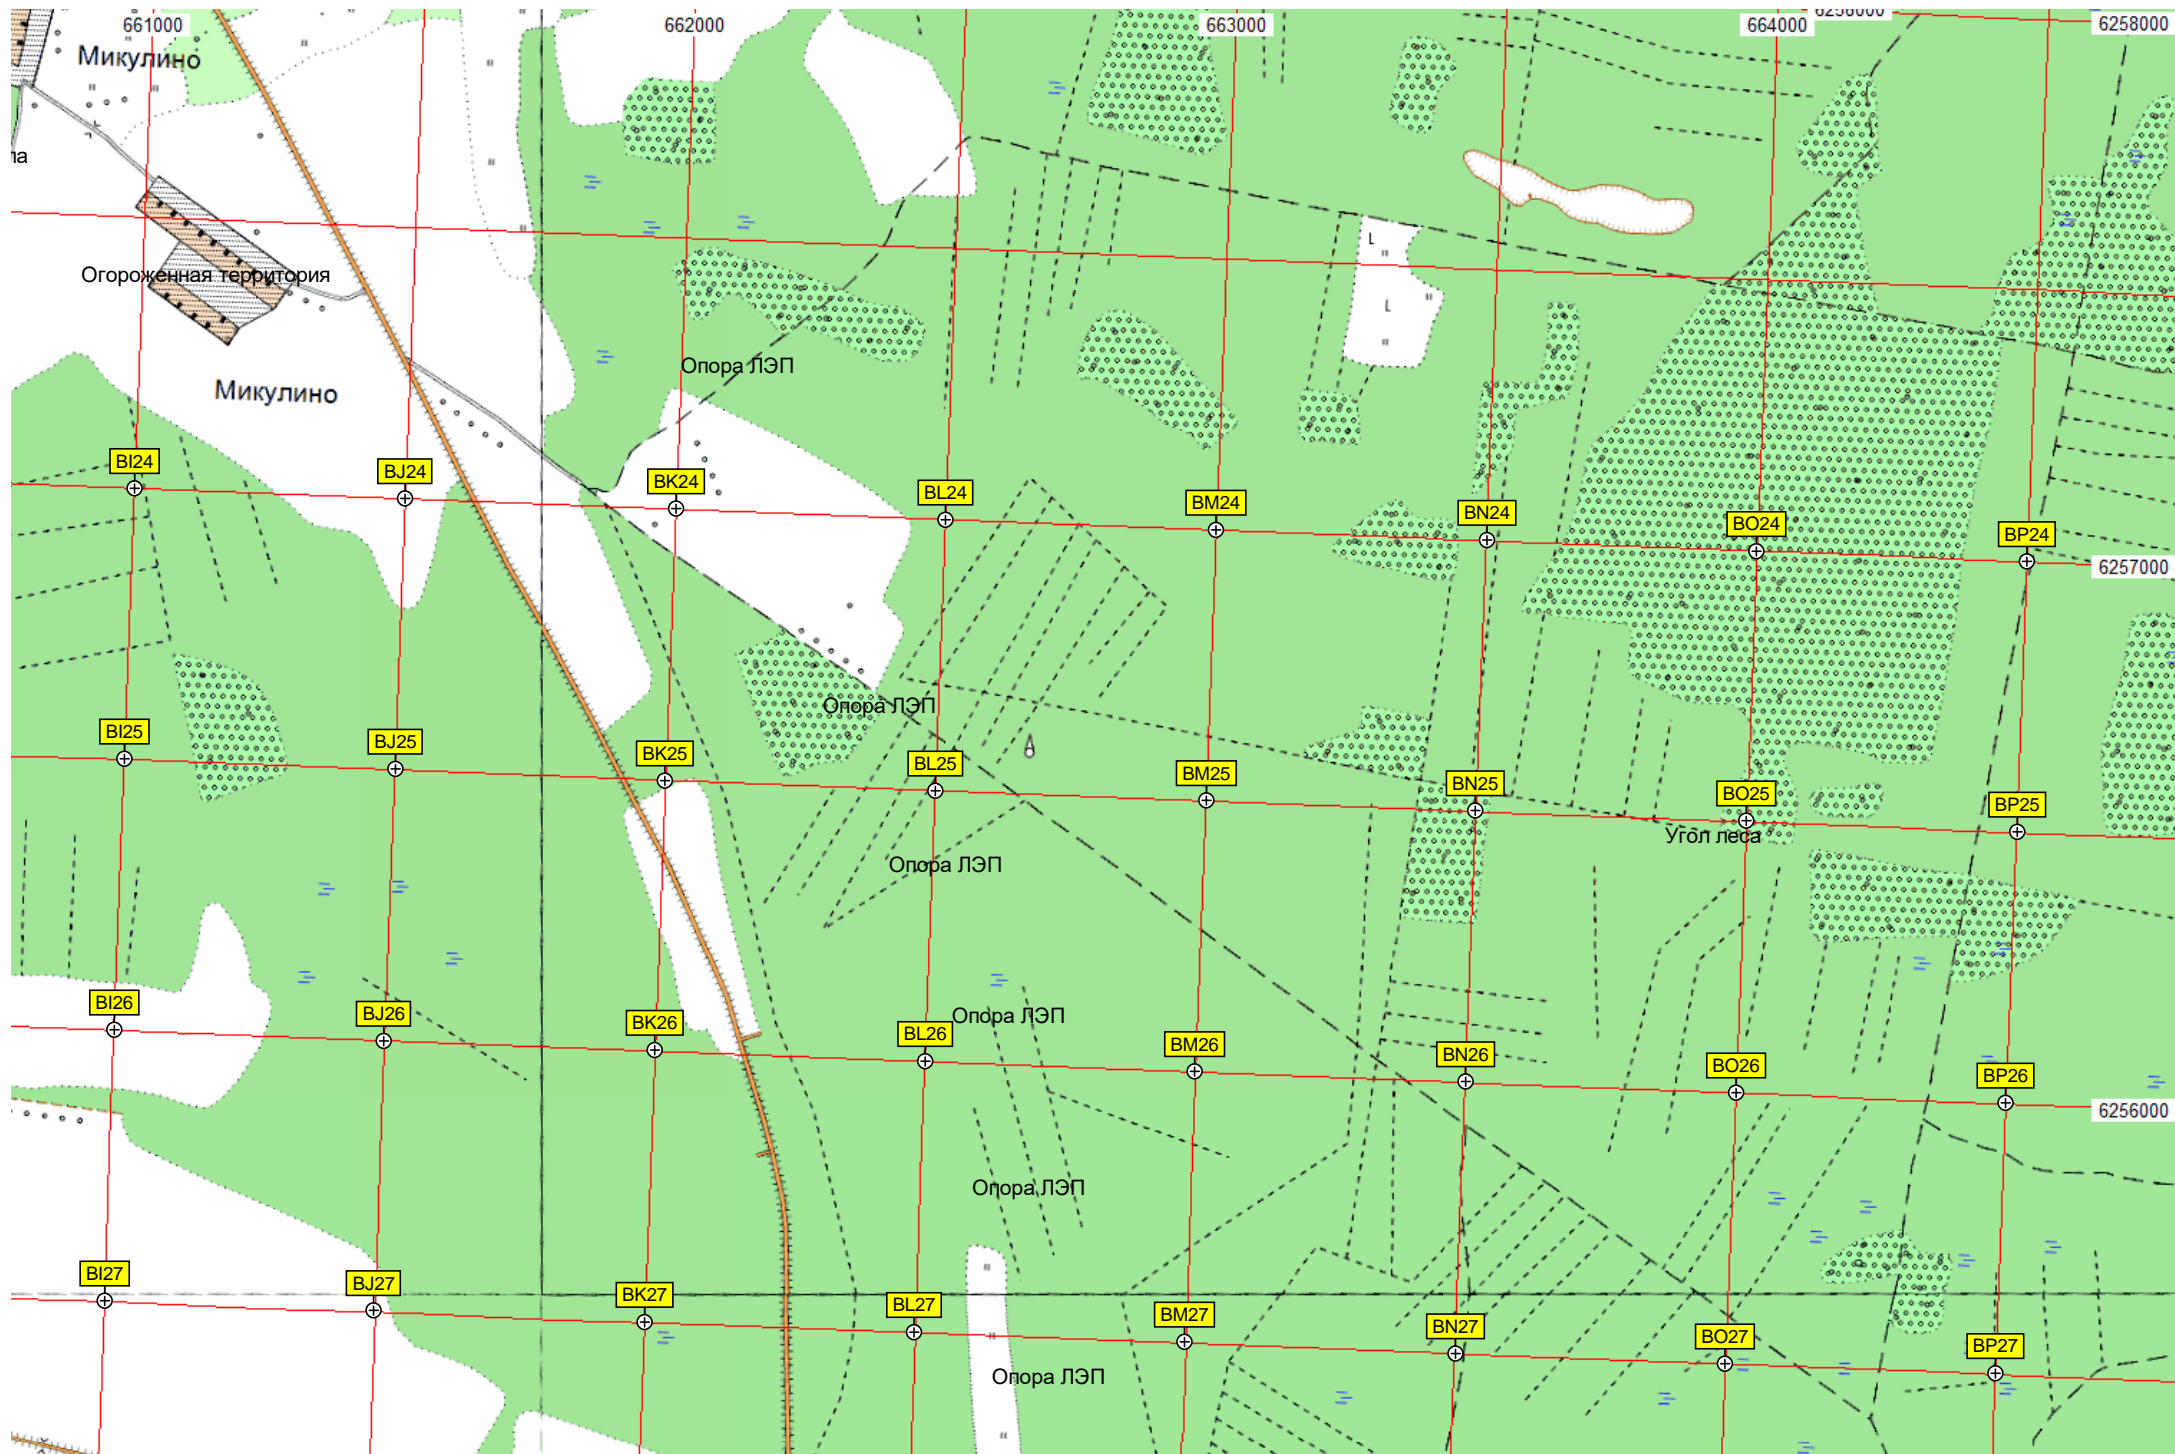 661000
662000
663000
664000
6258000
6258000
Микулино
ла
Огороженная территория
Опора ЛЭП
Микулино
BI24
BJ24
BK24
BL24
BM24
BN24
BO24
BP24
6257000
Опора ЛЭП
BI25
BJ25
BK25
BL25
BM25
BN25
BO25
BP25
Угол леса
Опора ЛЭП
BI26
BJ26
BK26
Опора ЛЭП
BL26
BM26
BN26
BO26
BP26
6256000
Опора ЛЭП
BI27
BJ27
BK27
BL27
BM27
BN27
BO27
BP27
Опора ЛЭП